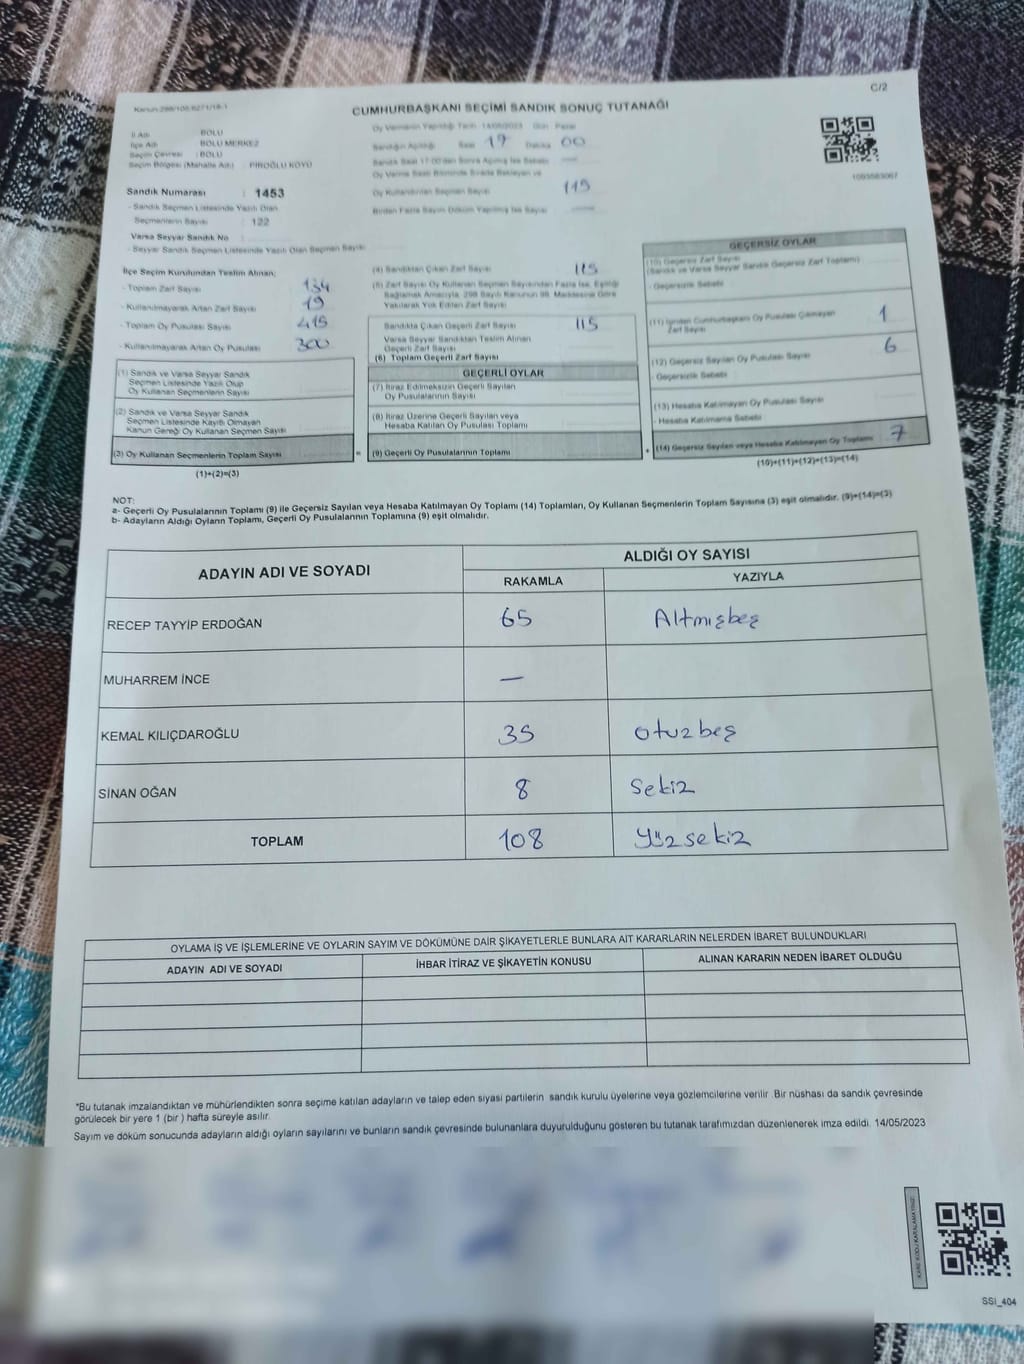 C/2
Kanun:298/105,6271/18-1
CUMHURBAŞKANI SEÇİMİ SANDIK SONUÇ TUTANAĞI
İl Adı : BOLU
İlçe Adı : BOLU MERKEZ
Seçim Çevresi : BOLU
Seçim Bölgesi (Mahalle Adı) : PİROĞLU KÖYÜ
Oy Vermenin Yapıldığı Tarih: 14/05/2023 Gün: Pazar
Sandığın Açıldığı Saat 17 Dakika 00
Sandık Saat 17:00'den Sonra Açılmış İse Sebebi —
Oy Verme Saati Bitiminde Sırada Bekleyen ve
Oy Kullandırılan Seçmen Sayısı 115
Birden Fazla Sayım Döküm Yapılmış İse Sayısı —
1093583067
Sandık Numarası : 1453
- Sandık Seçmen Listesinde Yazılı Olan
Seçmenlerin Sayısı : 122
Varsa Seyyar Sandık No
- Seyyar Sandık Seçmen Listesinde Yazılı Olan Seçmen Sayısı
İlçe Seçim Kurulundan Teslim Alınan;
- Toplam Zarf Sayısı 134
- Kullanılmayarak Artan Zarf Sayısı 19
- Toplam Oy Pusulası Sayısı 415
- Kullanılmayarak Artan Oy Pusulası 300
(1) Sandık ve Varsa Seyyar Sandık
Seçmen Listesinde Yazılı Olup
Oy Kullanan Seçmenlerin Sayısı
(2) Sandık ve Varsa Seyyar Sandık
Seçmen Listesinde Kayıtlı Olmayan
Kanun Gereği Oy Kullanan Seçmen Sayısı
(3) Oy Kullanan Seçmenlerin Toplam Sayısı
(1)+(2)=(3)
(4) Sandıktan Çıkan Zarf Sayısı 115
(5) Zarf Sayısı Oy Kullanan Seçmen Sayısından Fazla İse, Eşitliği
Sağlamak Amacıyla, 298 Sayılı Kanunun 98. Maddesine Göre
Yakılarak Yok Edilen Zarf Sayısı
Sandıkta Çıkan Geçerli Zarf Sayısı 115
Varsa Seyyar Sandıktan Teslim Alınan
Geçerli Zarf Sayısı
(6) Toplam Geçerli Zarf Sayısı
GEÇERLİ OYLAR
(7) İtiraz Edilmeksizin Geçerli Sayılan
Oy Pusulalarının Sayısı
(8) İtiraz Üzerine Geçerli Sayılan veya
Hesaba Katılan Oy Pusulası Toplamı
= (9) Geçerli Oy Pusulalarının Toplamı
GEÇERSİZ OYLAR
(10) Geçersiz Zarf Sayısı
(Sandık ve Varsa Seyyar Sandık Geçersiz Zarf Toplamı)
- Geçersizlik Sebebi
(11) İçinden Cumhurbaşkanı Oy Pusulası Çıkmayan
Zarf Sayısı 1
(12) Geçersiz Sayılan Oy Pusulası Sayısı 6
- Geçersizlik Sebebi
(13) Hesaba Katılmayan Oy Pusulası Sayısı
- Hesaba Katılmama Sebebi
+ (14) Geçersiz Sayılan veya Hesaba Katılmayan Oy Toplamı 7
(10)+(11)+(12)+(13)=(14)
NOT:
a- Geçerli Oy Pusulalarının Toplamı (9) ile Geçersiz Sayılan veya Hesaba Katılmayan Oy Toplamı (14) Toplamları, Oy Kullanan Seçmenlerin Toplam Sayısına (3) eşit olmalıdır. (9)+(14)=(3)
b- Adayların Aldığı Oyların Toplamı, Geçerli Oy Pusulalarının Toplamına (9) eşit olmalıdır.
ADAYIN ADI VE SOYADI
ALDIĞI OY SAYISI
RAKAMLA YAZIYLA
RECEP TAYYİP ERDOĞAN 65 Altmışbeş
MUHARREM İNCE —
KEMAL KILIÇDAROĞLU 35 otuzbeş
SİNAN OĞAN 8 Sekiz
TOPLAM 108 Yüzsekiz
OYLAMA İŞ VE İŞLEMLERİNE VE OYLARIN SAYIM VE DÖKÜMÜNE DAİR ŞİKAYETLERLE BUNLARA AİT KARARLARIN NELERDEN İBARET BULUNDUKLARI
ADAYIN ADI VE SOYADI İHBAR İTİRAZ VE ŞİKAYETİN KONUSU ALINAN KARARIN NEDEN İBARET OLDUĞU
*Bu tutanak imzalandıktan ve mühürlendikten sonra seçime katılan adayların ve talep eden siyasi partilerin sandık kurulu üyelerine veya gözlemcilerine verilir. Bir nüshası da sandık çevresinde
görülecek bir yere 1 (bir) hafta süreyle asılır.
Sayım ve döküm sonucunda adayların aldığı oyların sayılarını ve bunların sandık çevresinde bulunanlara duyurulduğunu gösteren bu tutanak tarafımızdan düzenlenerek imza edildi. 14/05/2023
KARE KODU KARALAMAYINIZ
SSI_404